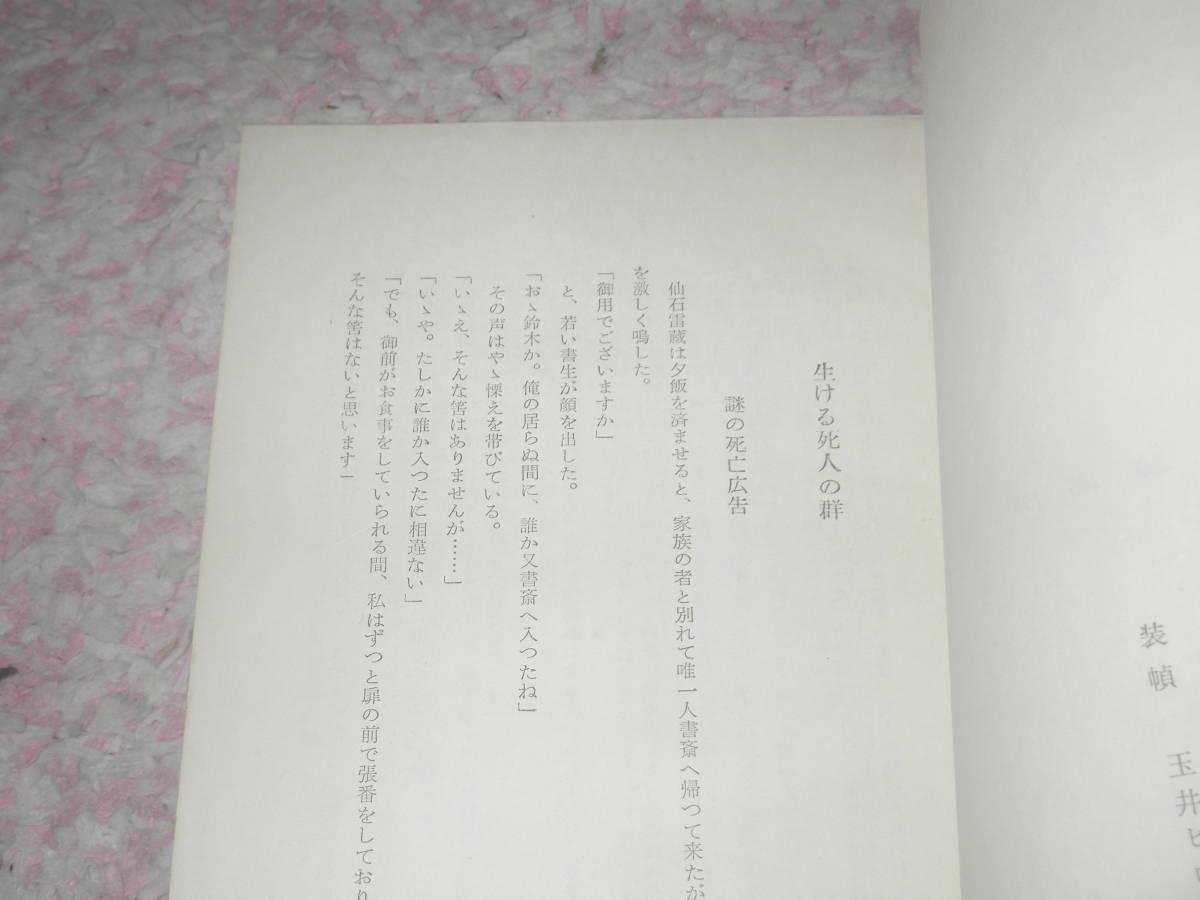 装幀　玉井ヒ
生ける死人の群
謎の死亡広告
仙石雷蔵は夕飯を済ませると、家族の者と別れて唯一人書斎へ帰つて来たが
を激しく鳴した。
「御用でございますか」
と、若い書生が顔を出した。
「おゝ鈴木か。俺の居らぬ間に、誰か又書斎へ入つたね」
その声はやゝ慄えを帯びている。
「いゝえ、そんな筈はありませんが……」
「いゝや。たしかに誰か入つたに相違ない」
「でも、御前がお食事をしていられる間、私はずつと扉の前で張番をしており
そんな筈はないと思います」